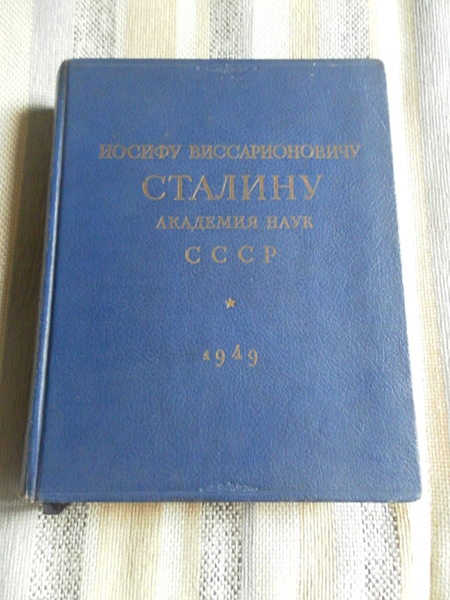 ИОСИФУ ВИССАРИОНОВИЧУ
СТАЛИНУ
АКАДЕМИЯ НАУК
СССР
*
1949